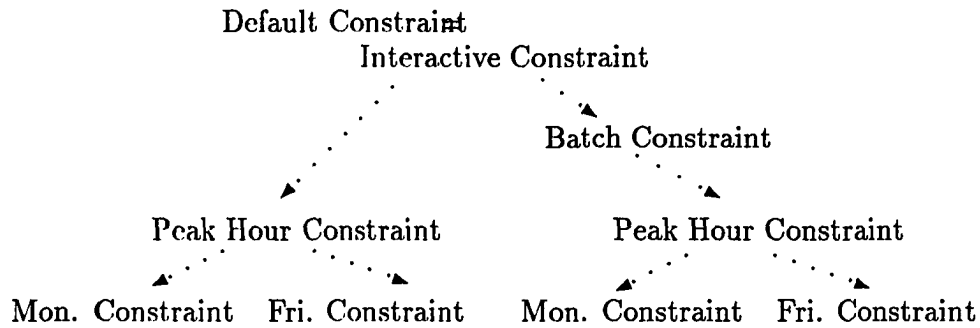 Default Constraint
Interactive Constraint
Batch Constraint
Peak Hour Constraint Peak Hour Constraint
Mon. Constraint Fri. Constraint Mon. Constraint Fri. Constraint